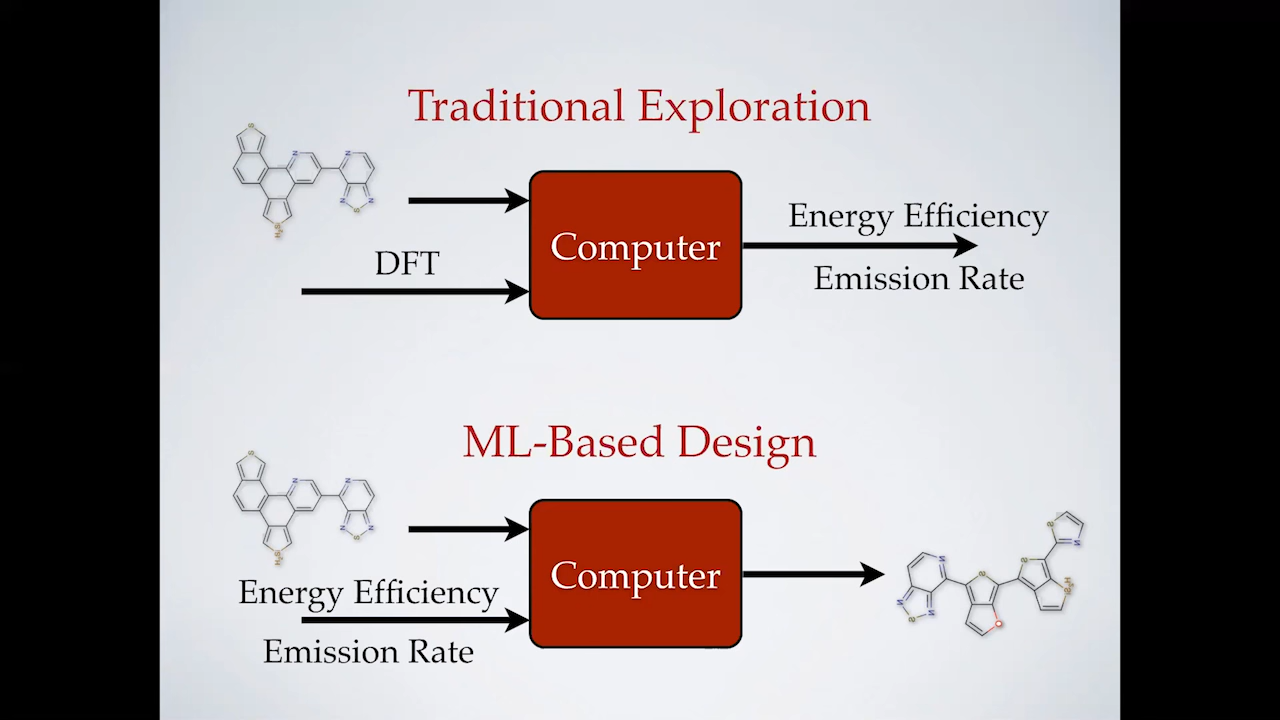 Traditional Exploration
DFT
Computer
Energy Efficiency
Emission Rate
ML-Based Design
Energy Efficiency
Emission Rate
Computer